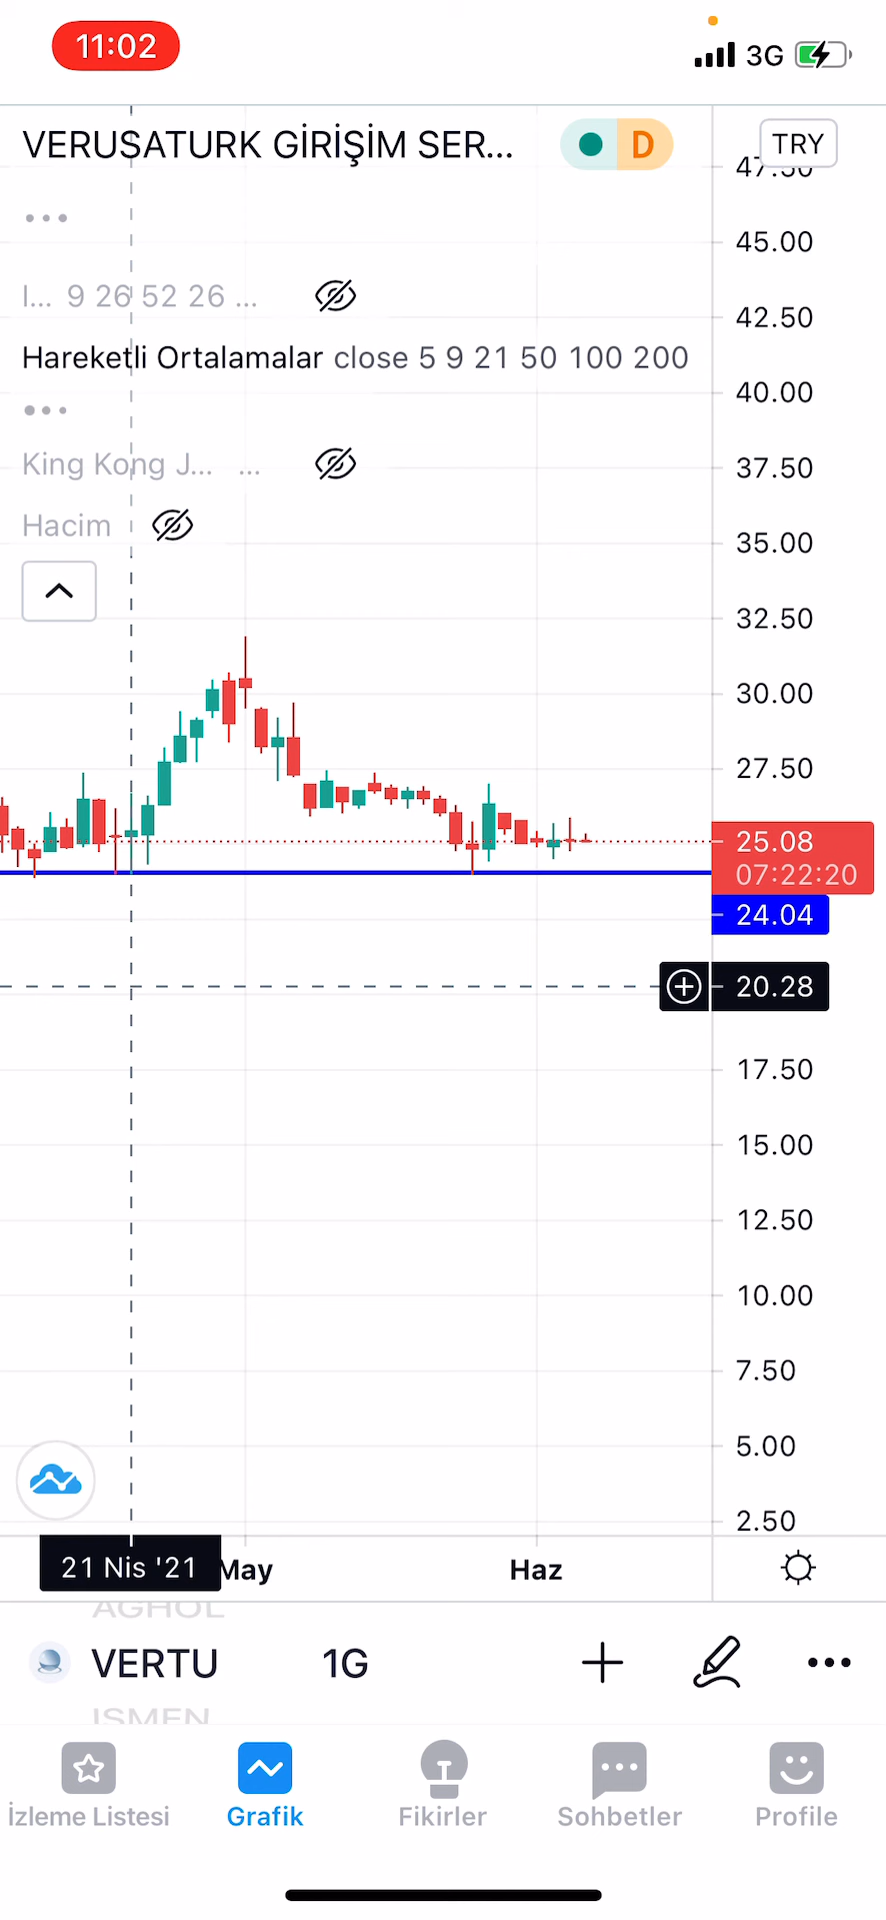 11:02
3G
VERUSATURK GİRİŞİM SER...
D
TRY
47.50
45.00
I... 9 26 52 26 ...
42.50
Hareketli Ortalamalar close 5 9 21 50 100 200
40.00
King Kong J... ...
37.50
Hacim
35.00
32.50
30.00
27.50
25.08
07:22:20
24.04
20.28
17.50
15.00
12.50
10.00
7.50
5.00
2.50
21 Nis '21
May
Haz
AGHOL
VERTU
1G
ISMEN
İzleme Listesi
Grafik
Fikirler
Sohbetler
Profile